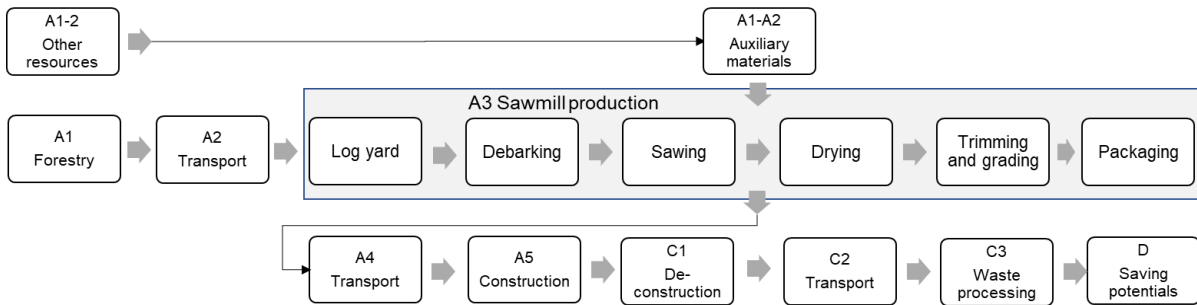 A1-2
Other
resources
A1-A2
Auxiliary
materials
A3 Sawmill production
A1
Forestry
A2
Transport
Log yard
Debarking
Sawing
Drying
Trimming
and grading
Packaging
A4
Transport
A5
Construction
C1
De-
construction
C2
Transport
C3
Waste
processing
D
Saving
potentials